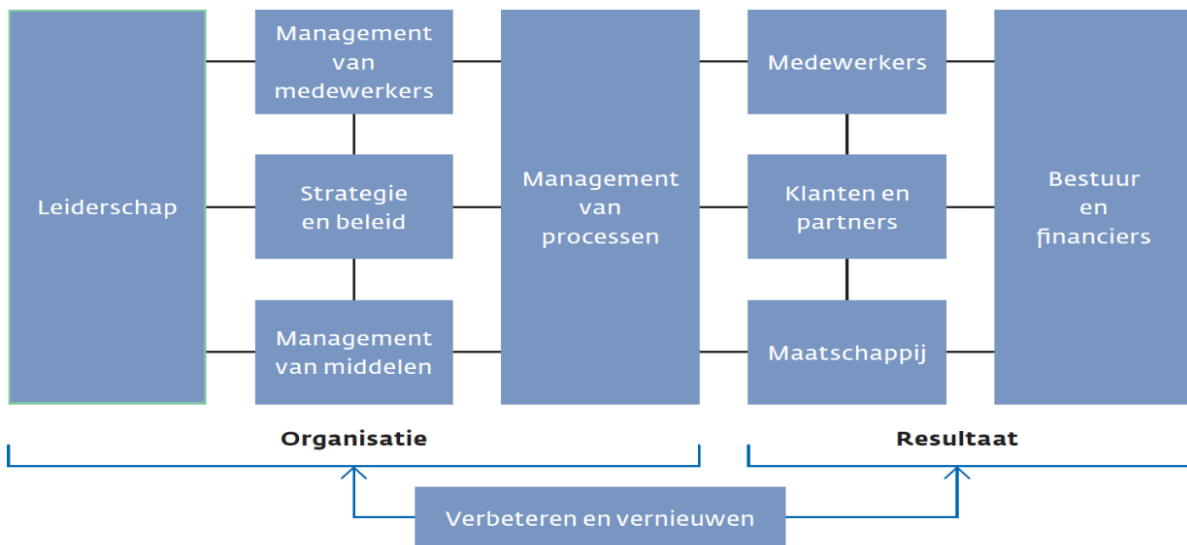 Leiderschap
Management
van
medewerkers
Strategie
en beleid
Management
van middelen
Management
van
processen
Medewerkers
Klanten en
partners
Maatschappij
Bestuur
en
financiers
Organisatie
Resultaat
Verbeteren en vernieuwen